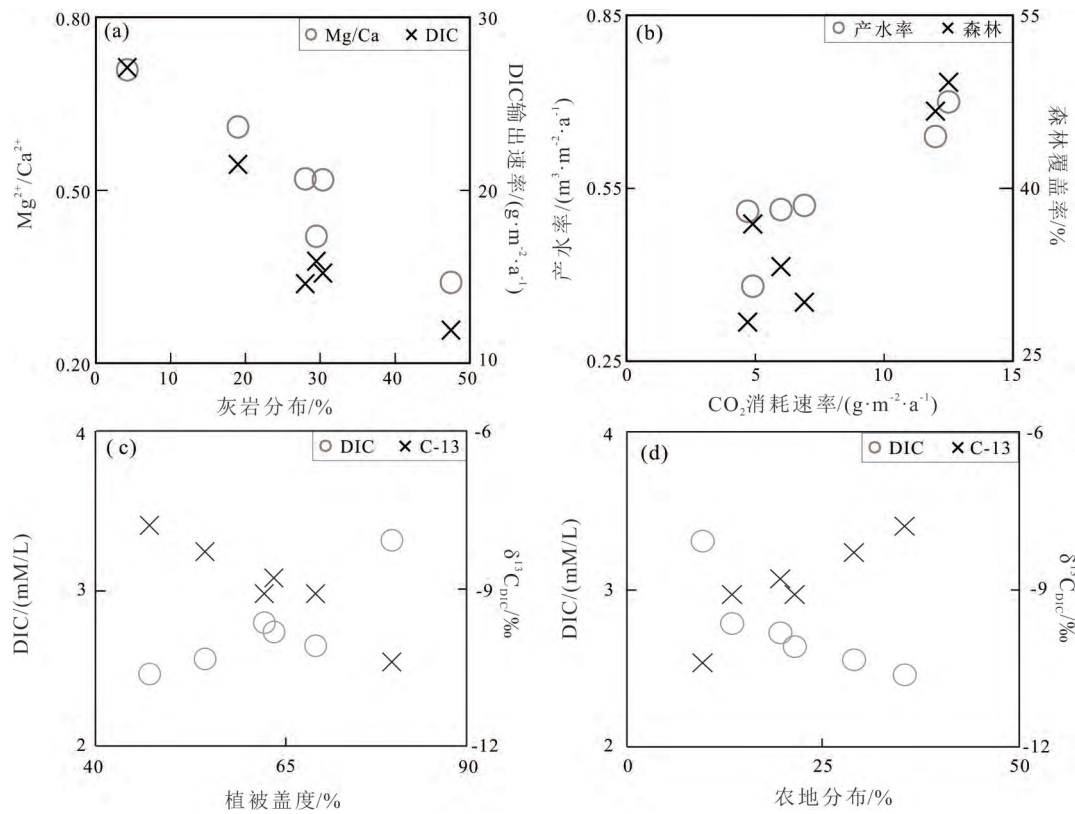 (a)
Mg/Ca DIC
0.80
0.50
0.20
Mg²⁺/Ca²⁺
30
20
10
DIC输出速率/(g·m⁻²·a⁻¹)
0 10 20 30 40 50
灰岩分布/%
(b)
产水率 森林
0.85
0.55
0.25
产水率/(m³·m⁻²·a⁻¹)
55
40
25
森林覆盖率/%
0 5 10 15
CO₂消耗速率/(g·m⁻²·a⁻¹)
(c)
DIC C-13
4
3
2
DIC/(mM/L)
-6
-9
-12
δ¹³C_DIC/‰
40 65 90
植被盖度/%
(d)
DIC C-13
4
3
2
DIC/(mM/L)
-6
-9
-12
δ¹³C_DIC/‰
0 25 50
农地分布/%